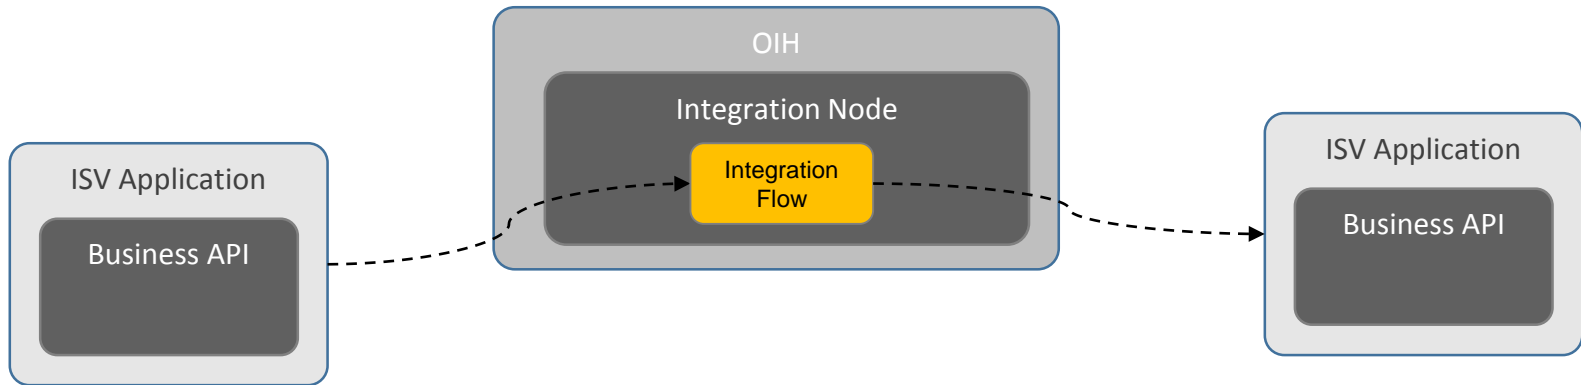 OIH
Integration Node
Integration
Flow
ISV Application
Business API
ISV Application
Business API